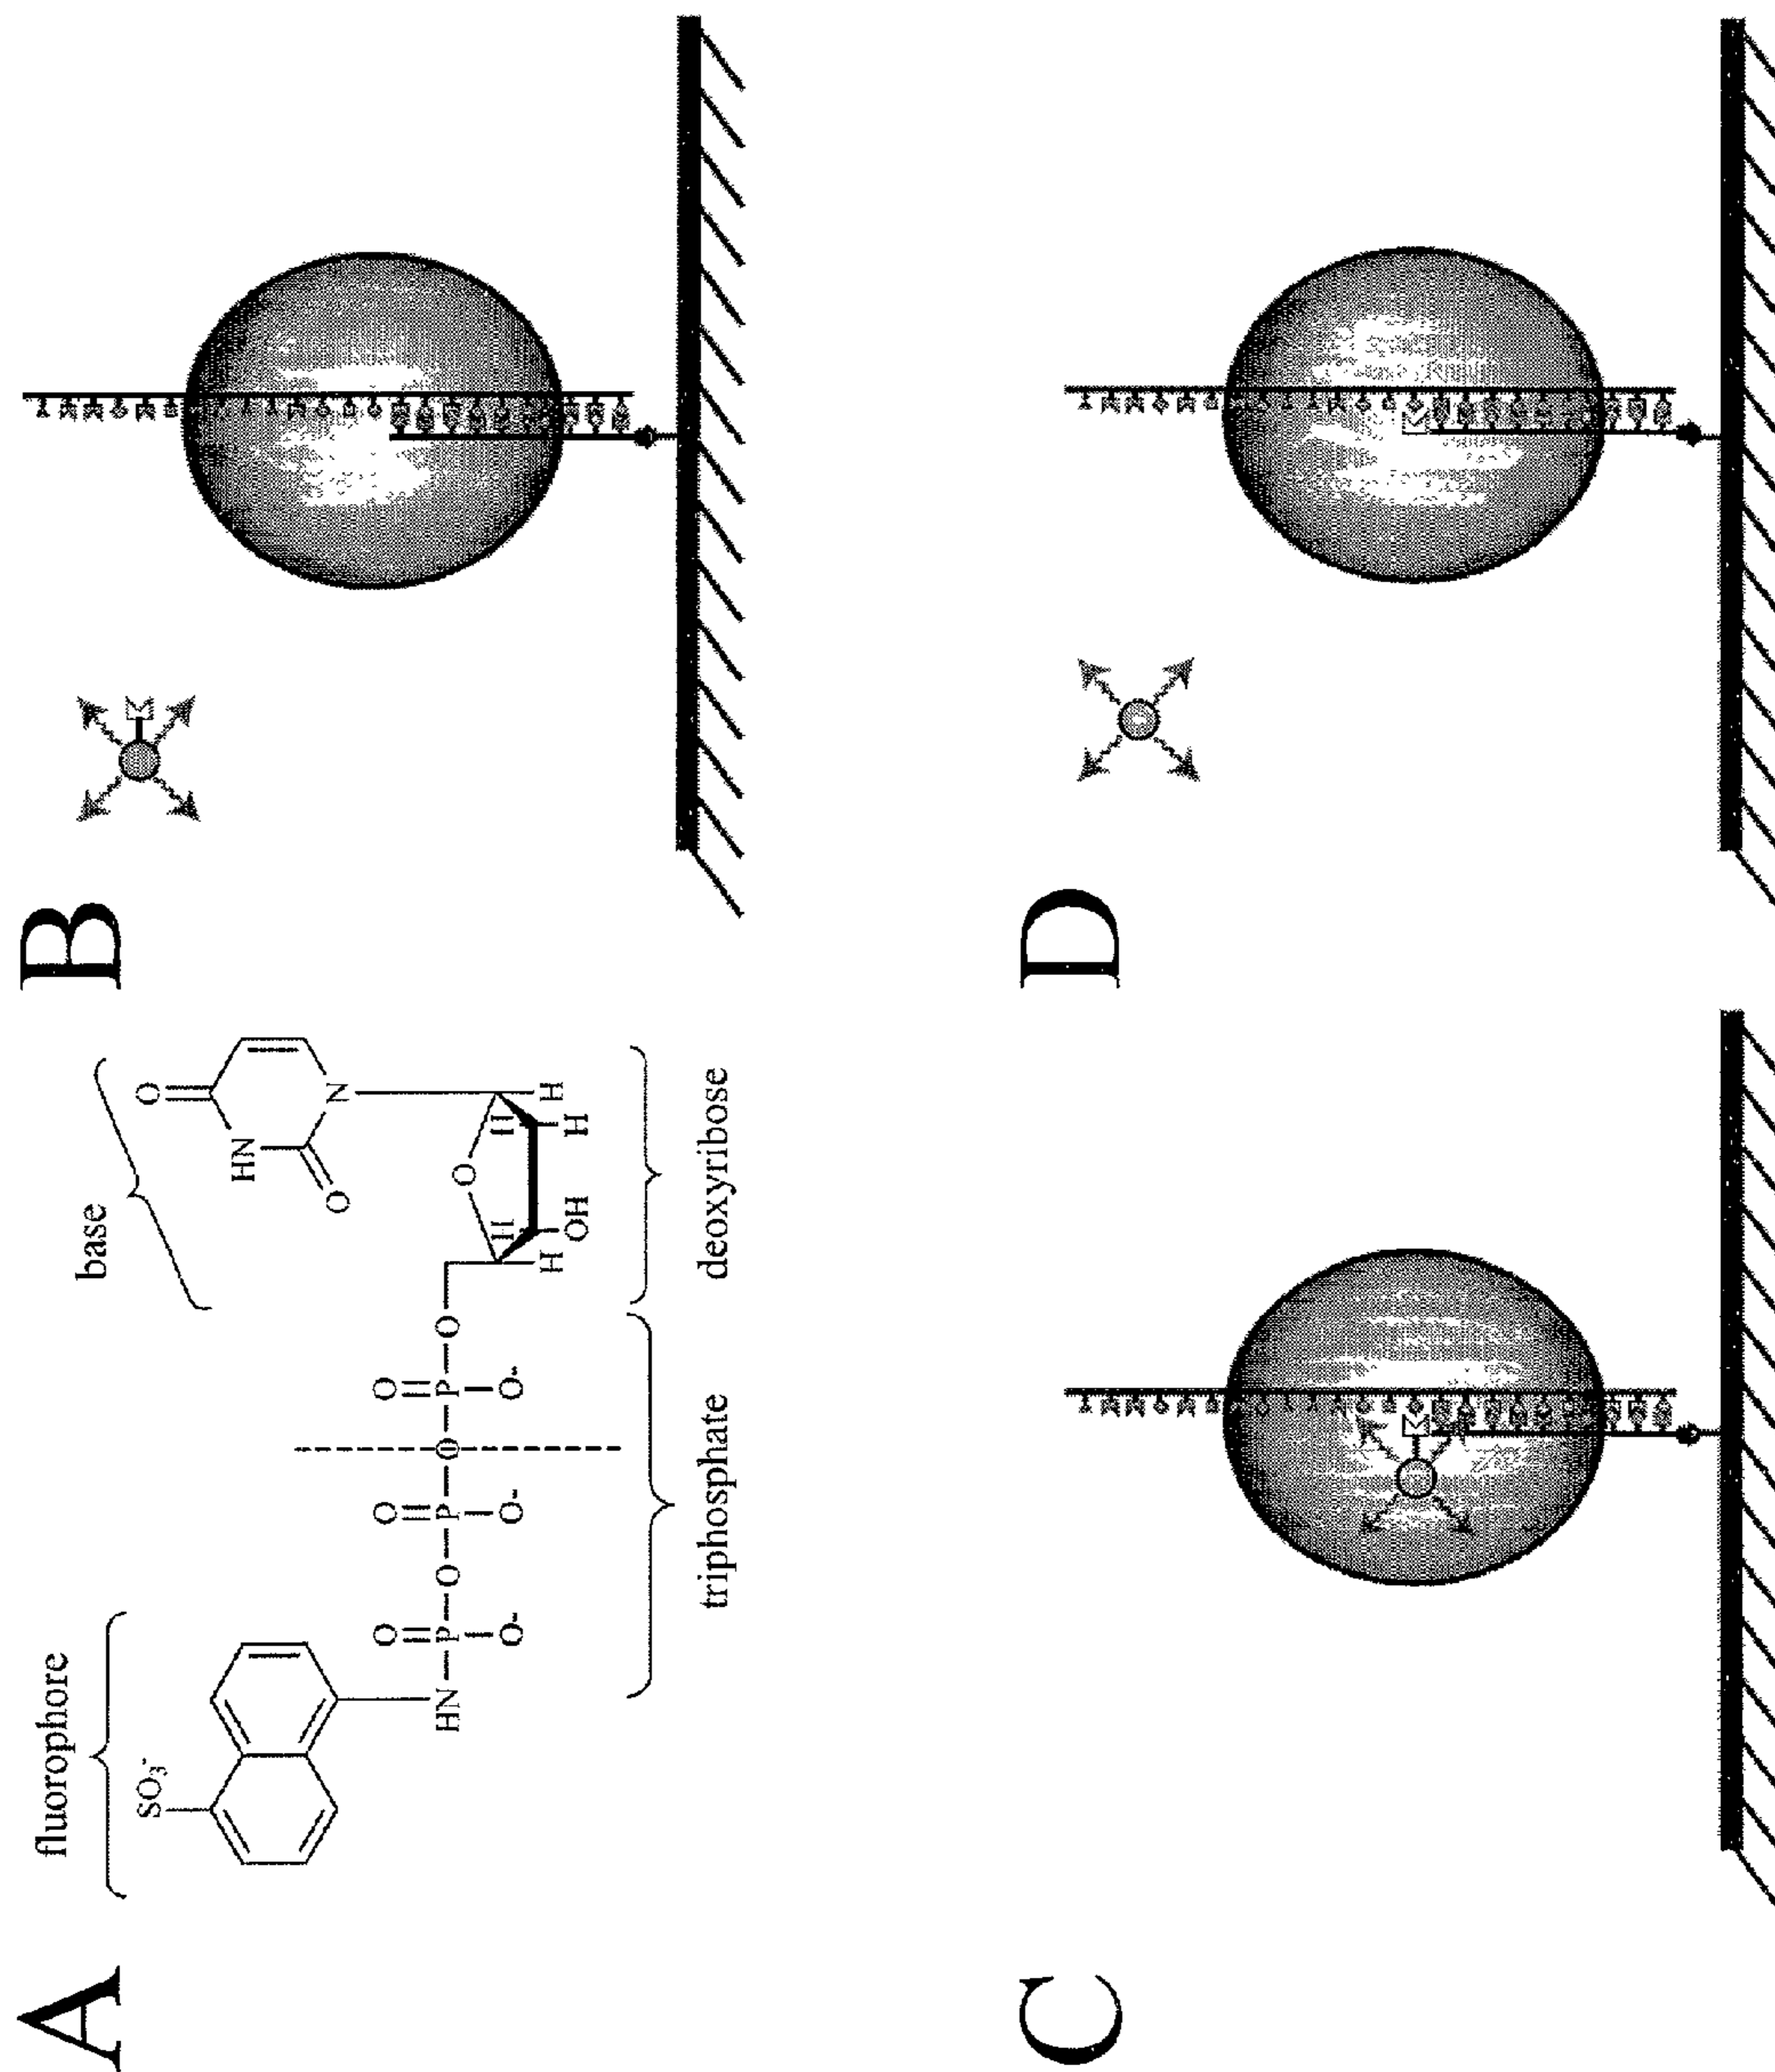 A
fluorophore
base
SO3-
HN
O
O
O
P
P
P
O
O
O
O-
O-
O-
O
HN
O
N
O
H
H
H
H
OH
H
triphosphate
deoxyribose
B
C
D